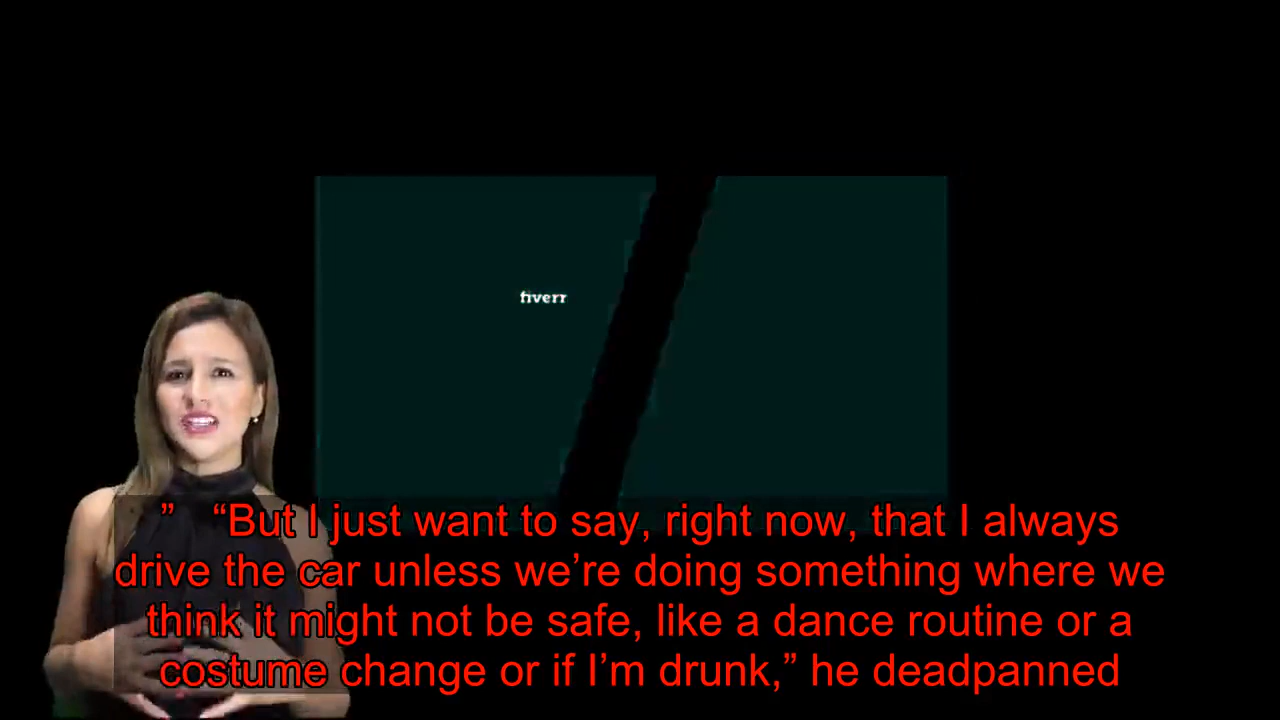 fiverr
” “But I just want to say, right now, that I always
drive the car unless we’re doing something where we
think it might not be safe, like a dance routine or a
costume change or if I’m drunk,” he deadpanned